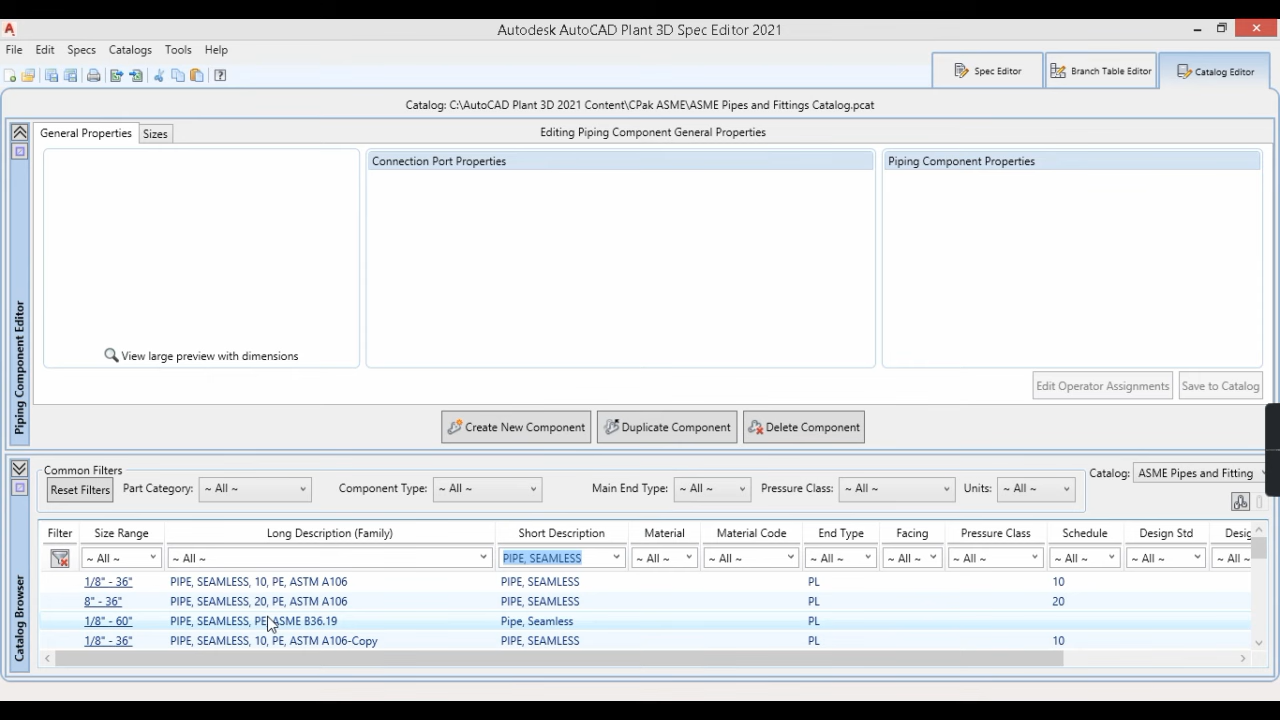 Autodesk AutoCAD Plant 3D Spec Editor 2021
File Edit Specs Catalogs Tools Help
Spec Editor Branch Table Editor Catalog Editor
Catalog: C:\AutoCAD Plant 3D 2021 Content\CPak ASME\ASME Pipes and Fittings Catalog.pcat
General Properties Sizes Editing Piping Component General Properties
Connection Port Properties Piping Component Properties
View large preview with dimensions
Piping Component Editor
Edit Operator Assignments Save to Catalog
Create New Component Duplicate Component Delete Component
Common Filters
Catalog: ASME Pipes and Fitting
Reset Filters Part Category: ~ All ~ Component Type: ~ All ~ Main End Type: ~ All ~ Pressure Class: ~ All ~ Units: ~ All ~
Catalog Browser
Filter Size Range Long Description (Family) Short Description Material Material Code End Type Facing Pressure Class Schedule Design Std Desig
~ All ~ ~ All ~ PIPE, SEAMLESS ~ All ~ ~ All ~ ~ All ~ ~ All ~ ~ All ~ ~ All ~ ~ All ~ ~ All
1/8" - 36" PIPE, SEAMLESS, 10, PE, ASTM A106 PIPE, SEAMLESS PL 10
8" - 36" PIPE, SEAMLESS, 20, PE, ASTM A106 PIPE, SEAMLESS PL 20
1/8" - 60" PIPE, SEAMLESS, PE, ASME B36.19 Pipe, Seamless PL
1/8" - 36" PIPE, SEAMLESS, 10, PE, ASTM A106-Copy PIPE, SEAMLESS PL 10